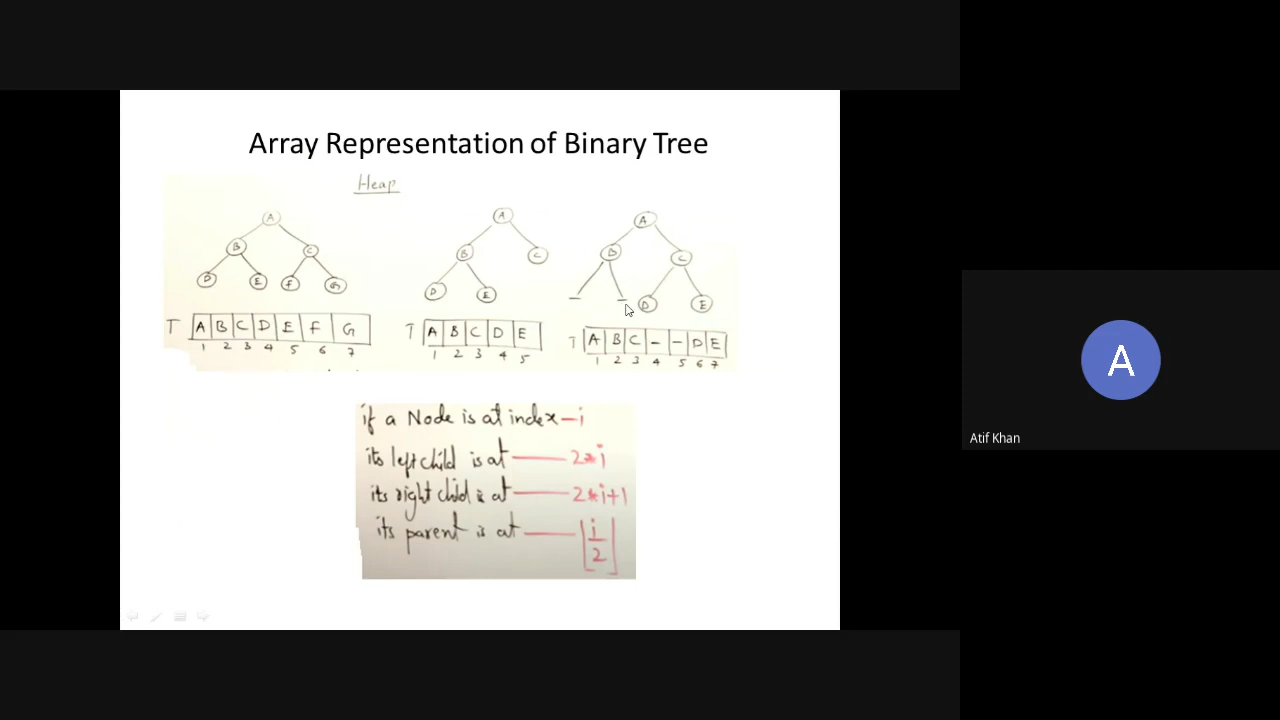 Array Representation of Binary Tree
Heap
A
B C
D E F G
T A B C D E F G
1 2 3 4 5 6 7
A
B C
D E
T A B C D E
1 2 3 4 5
A
B C
— — D E
T A B C - - D E
1 2 3 4 5 6 7
if a Node is at index - i
its left child is at — 2*i
its right child is at — 2*i+1
its parent is at — ⌊i/2⌋
A
Atif Khan